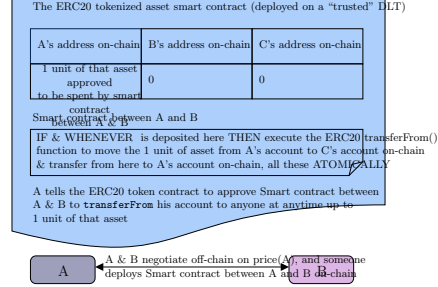 The ERC20 tokenized asset smart contract (deployed on a “trusted” DLT)
A's address on-chain B's address on-chain C's address on-chain
1 unit of that asset
approved
to be spent by smart
contract
between A & B
0
0
Smart contract between A and B
IF & WHENEVER is deposited here THEN execute the ERC20 transferFrom()
function to move the 1 unit of asset from A's account to C's account on-chain
& transfer from here to A's account on-chain, all these ATOMICALLY
A tells the ERC20 token contract to approve Smart contract between
A & B to transferFrom his account to anyone at anytime up to
1 unit of that asset
A & B negotiate off-chain on price(A), and someone
deploys Smart contract between A and B on-chain
A
B